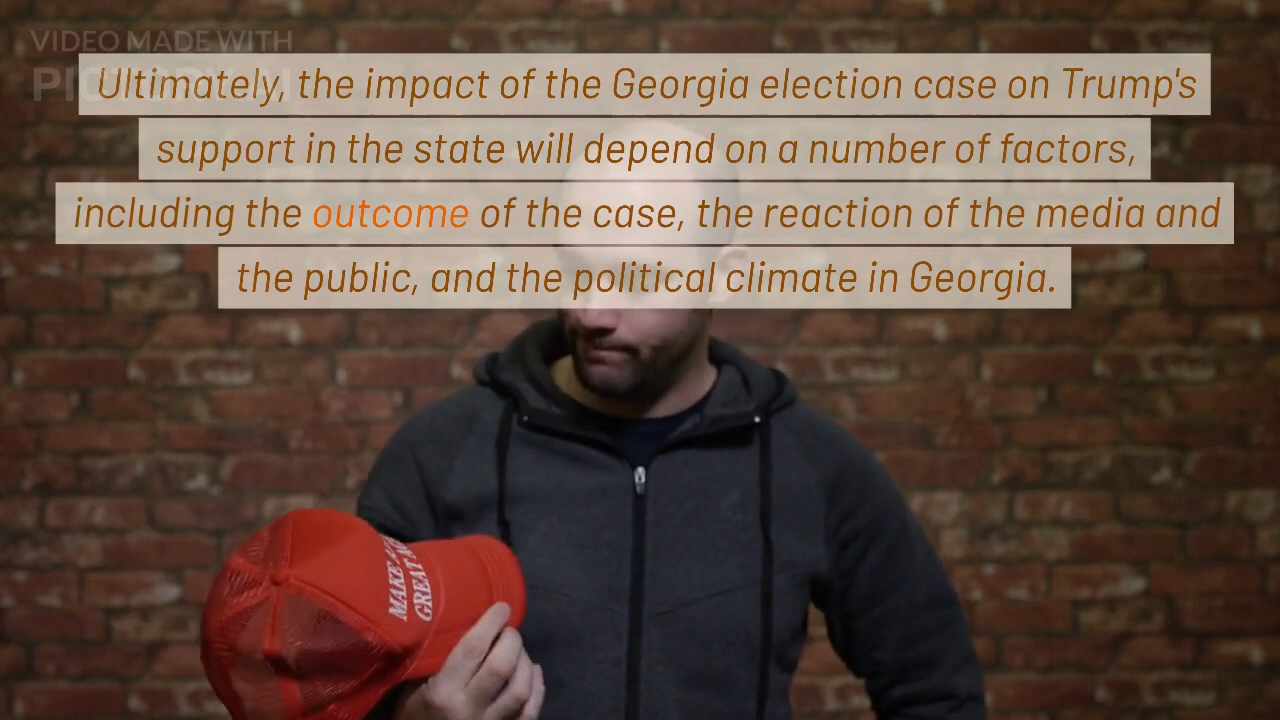 VIDEO MADE WITH
Ultimately, the impact of the Georgia election case on Trump's
support in the state will depend on a number of factors,
including the outcome of the case, the reaction of the media and
the public, and the political climate in Georgia.
MAKE
GREAT